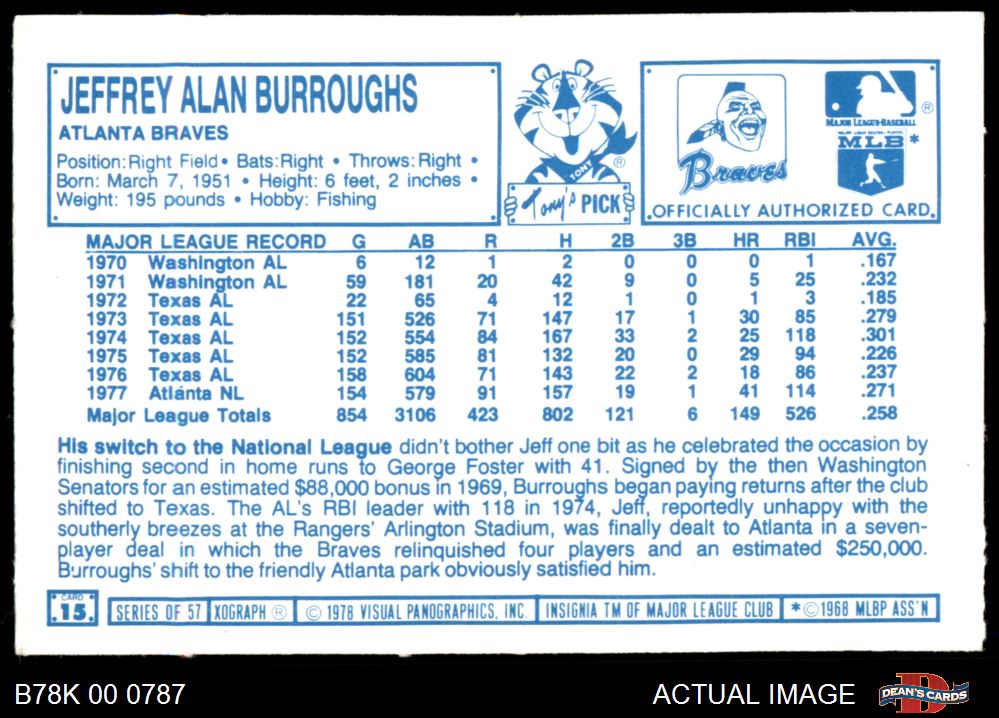 JEFFREY ALAN BURROUGHS
ATLANTA BRAVES
Position: Right Field • Bats: Right • Throws: Right •
Born: March 7, 1951 • Height: 6 feet, 2 inches •
Weight: 195 pounds • Hobby: Fishing
TONY
®
Tony's PICK
Braves
®
MAJOR LEAGUE BASEBALL
MAJOR LEAGUE BASEBALL PLAYERS
MLB *
OFFICIALLY AUTHORIZED CARD.
MAJOR LEAGUE RECORD G AB R H 2B 3B HR RBI AVG.
1970 Washington AL 6 12 1 2 0 0 0 1 .167
1971 Washington AL 59 181 20 42 9 0 5 25 .232
1972 Texas AL 22 65 4 12 1 0 1 3 .185
1973 Texas AL 151 526 71 147 17 1 30 85 .279
1974 Texas AL 152 554 84 167 33 2 25 118 .301
1975 Texas AL 152 585 81 132 20 0 29 94 .226
1976 Texas AL 158 604 71 143 22 2 18 86 .237
1977 Atlanta NL 154 579 91 157 19 1 41 114 .271
Major League Totals 854 3106 423 802 121 6 149 526 .258
His switch to the National League didn't bother Jeff one bit as he celebrated the occasion by
finishing second in home runs to George Foster with 41. Signed by the then Washington
Senators for an estimated $88,000 bonus in 1969, Burroughs began paying returns after the club
shifted to Texas. The AL's RBI leader with 118 in 1974, Jeff, reportedly unhappy with the
southerly breezes at the Rangers' Arlington Stadium, was finally dealt to Atlanta in a seven-
player deal in which the Braves relinquished four players and an estimated $250,000.
Burroughs' shift to the friendly Atlanta park obviously satisfied him.
CARD
15
SERIES OF 57 XOGRAPH ® © 1978 VISUAL PANOGRAPHICS, INC. INSIGNIA TM OF MAJOR LEAGUE CLUB *©1968 MLBP ASS'N
B78K 00 0787
ACTUAL IMAGE
D
DEAN'S CARDS